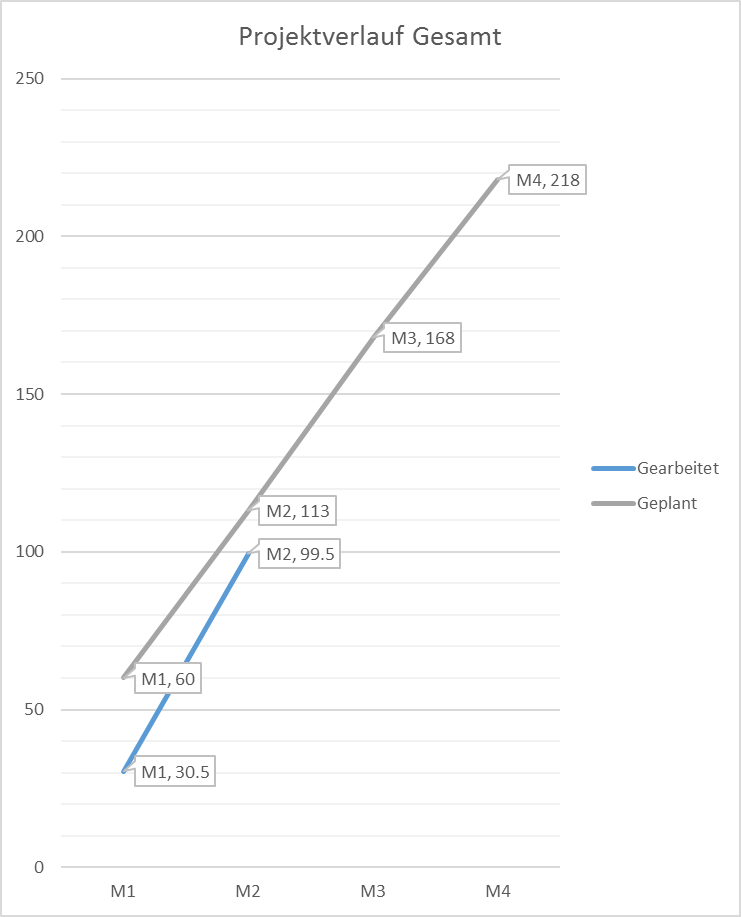 Projektverlauf Gesamt
250
200
150
100
50
0
M4, 218
M3, 168
M2, 113
M2, 99.5
M1, 60
M1, 30.5
M1
M2
M3
M4
Gearbeitet
Geplant